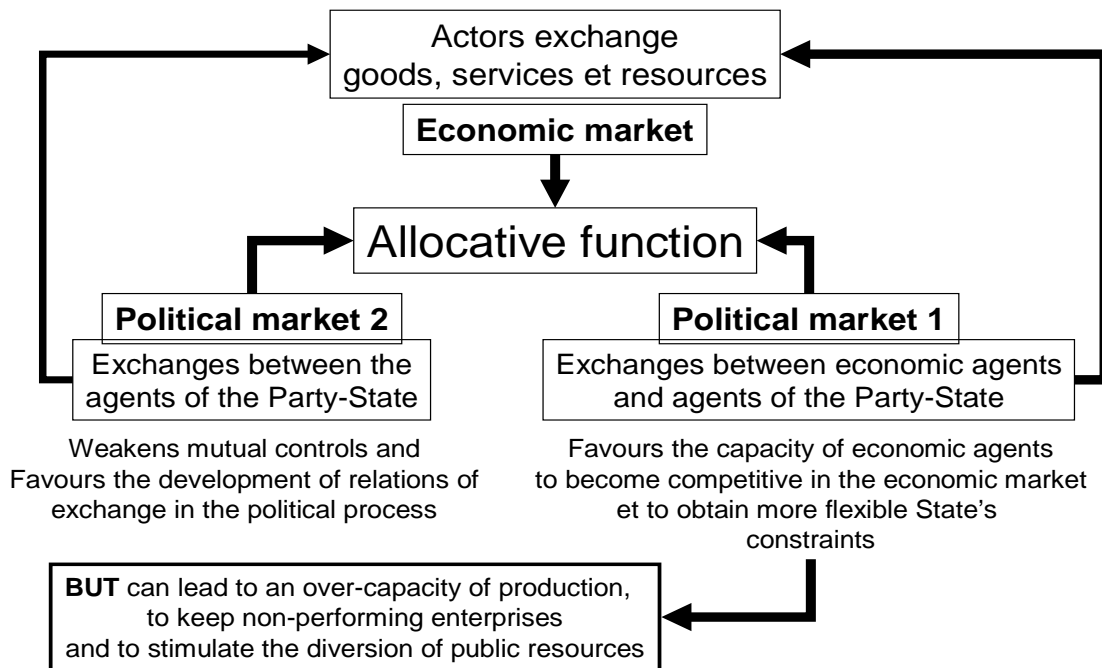 Actors exchange
goods, services et resources
Economic market
Allocative function
Political market 2
Exchanges between the
agents of the Party-State
Weakens mutual controls and
Favours the development of relations of
exchange in the political process
Political market 1
Exchanges between economic agents
and agents of the Party-State
Favours the capacity of economic agents
to become competitive in the economic market
et to obtain more flexible State's
constraints
BUT can lead to an over-capacity of production,
to keep non-performing enterprises
and to stimulate the diversion of public resources